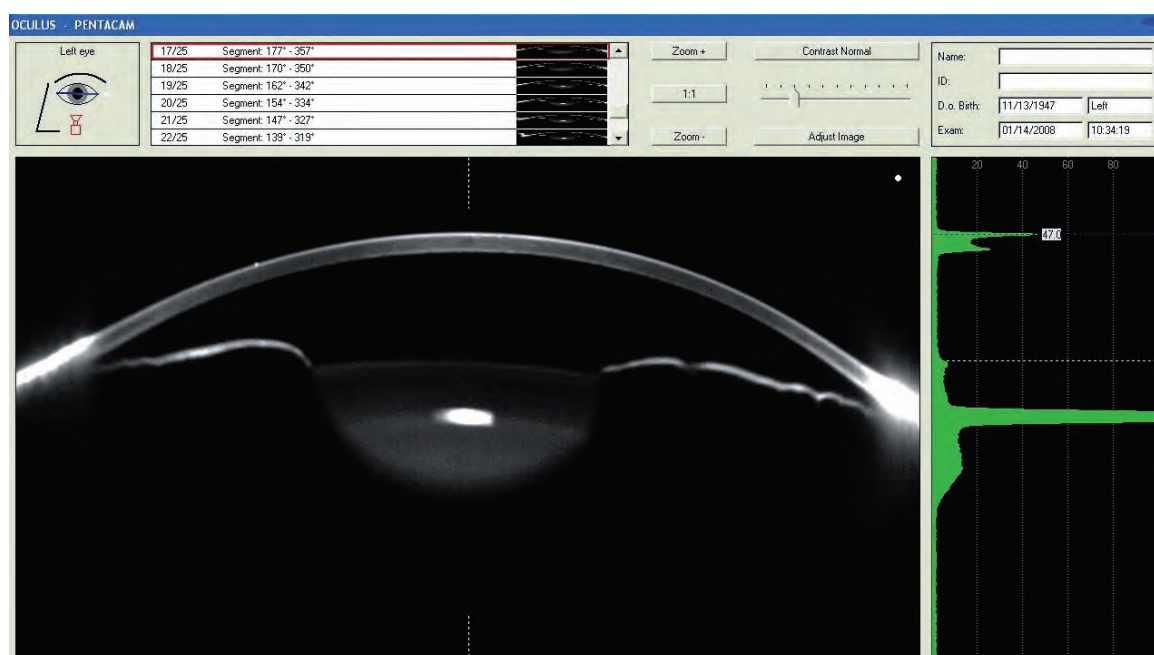 OCULUS - PENTACAM
Left eye
17/25 Segment: 177° - 357°
18/25 Segment: 170° - 350°
19/25 Segment: 162° - 342°
20/25 Segment: 154° - 334°
21/25 Segment: 147° - 327°
22/25 Segment: 139° - 319°
Zoom +
1:1
Zoom -
Contrast Normal
Adjust Image
Name:
ID:
D.o. Birth: 11/13/1947 Left
Exam: 01/14/2008 10:34:19
20 40 60 80
47.0